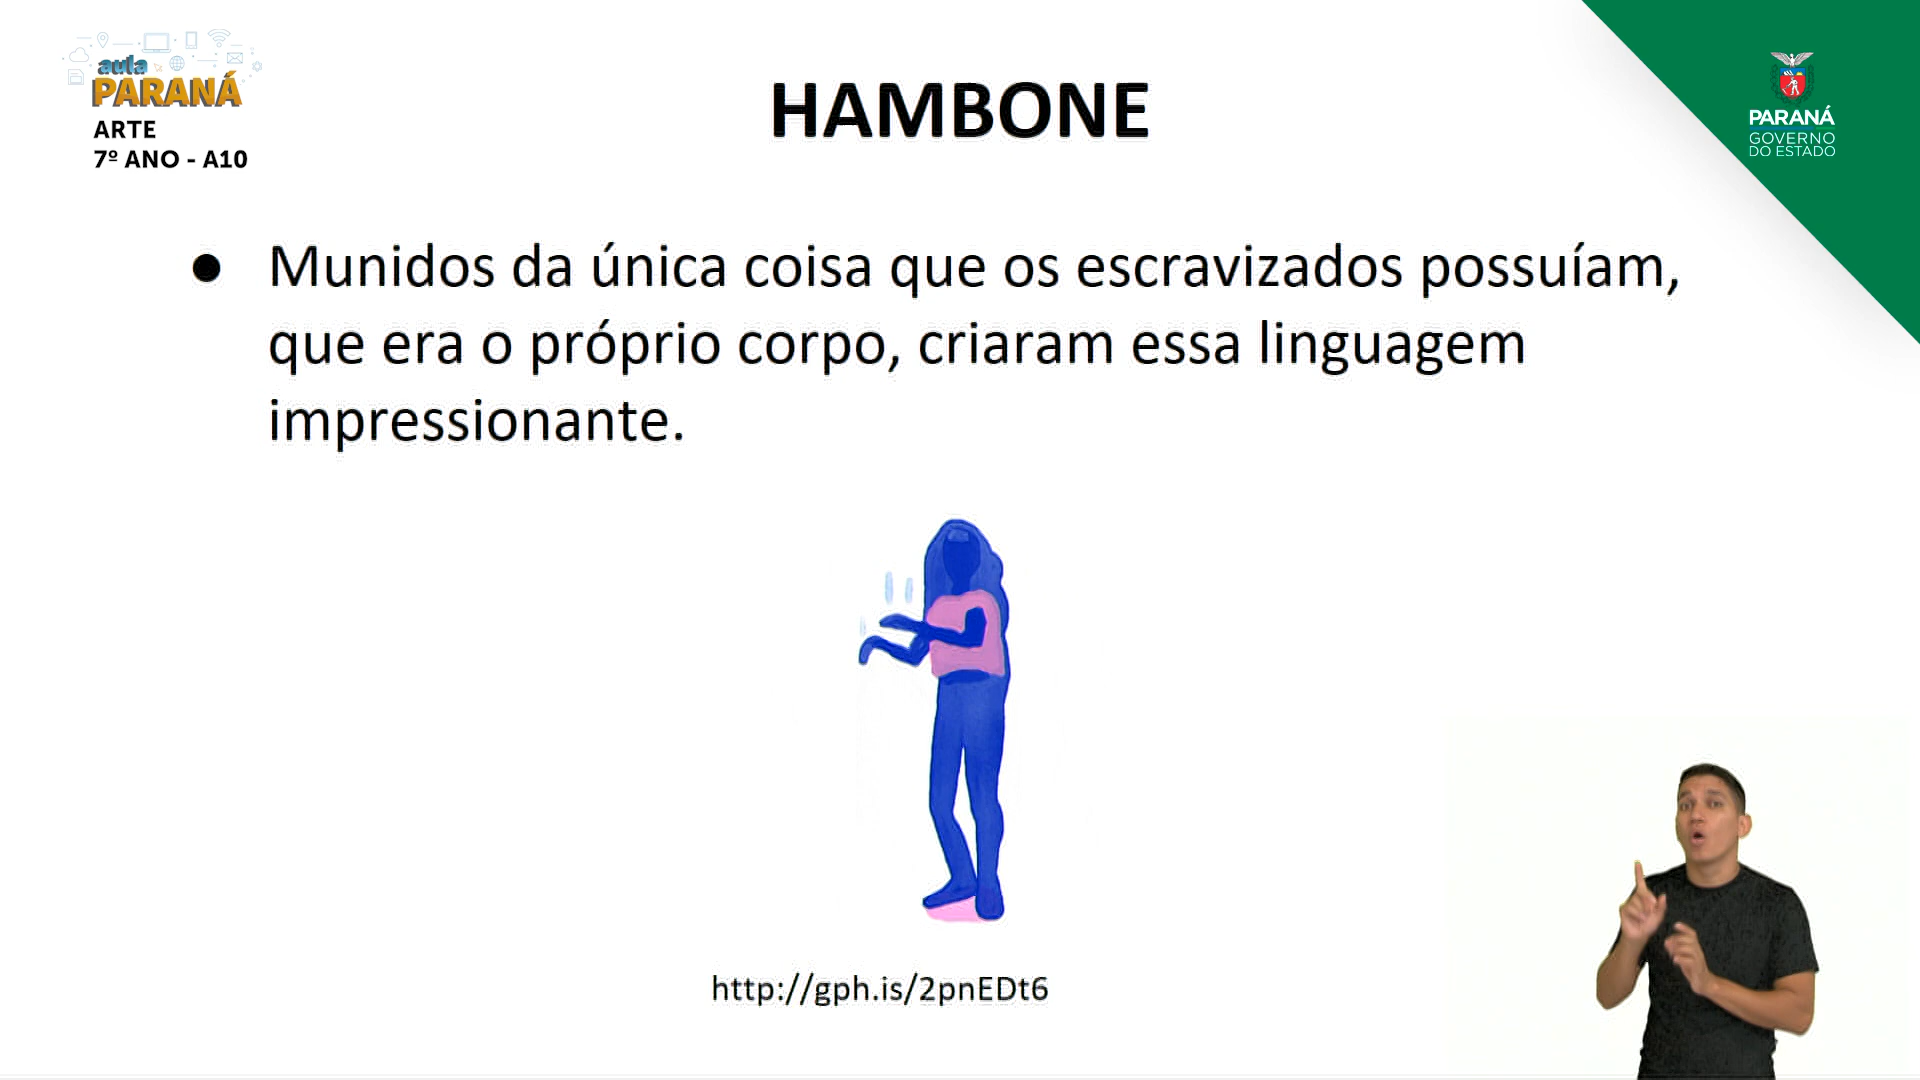 aula
PARANÁ
ARTE
7º ANO - A10
HAMBONE
PARANÁ
GOVERNO
DO ESTADO
● Munidos da única coisa que os escravizados possuíam,
que era o próprio corpo, criaram essa linguagem
impressionante.
http://gph.is/2pnEDt6